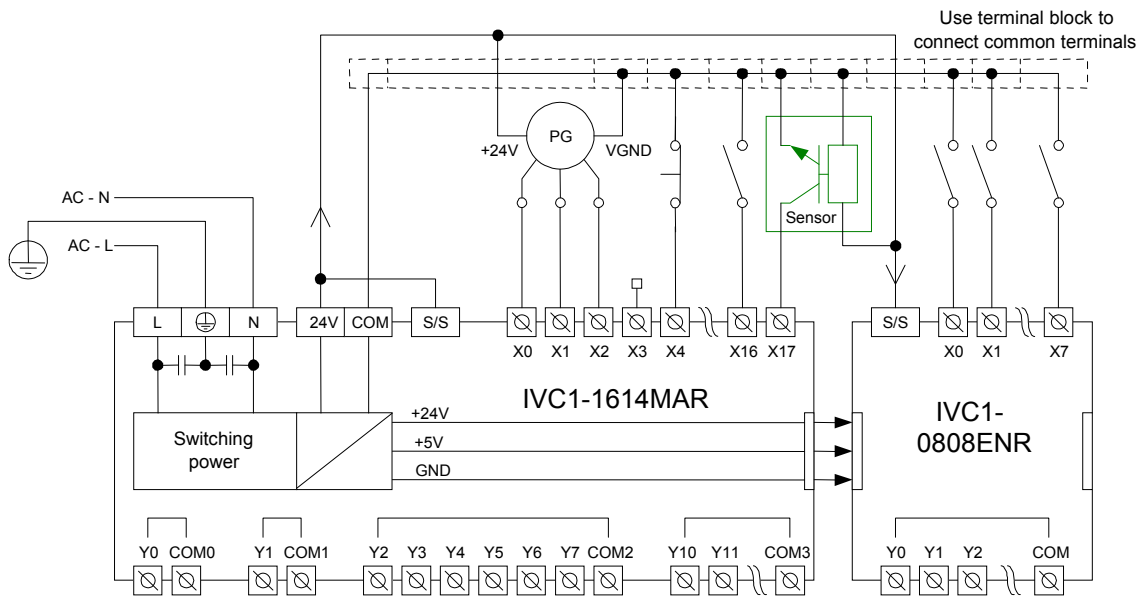 Use terminal block to
connect common terminals
PG
+24V
VGND
AC - N
AC - L
Sensor
L
N
24V
COM
S/S
S/S
X0
X1
X2
X3
X4
X16
X17
X0
X1
X7
IVC1-1614MAR
IVC1-
0808ENR
Switching
power
+24V
+5V
GND
Y0
COM0
Y1
COM1
Y2
Y3
Y4
Y5
Y6
Y7
COM2
Y10
Y11
COM3
Y0
Y1
Y2
COM